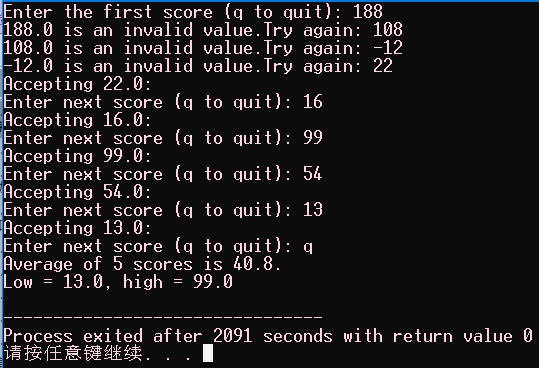 Enter the first score (q to quit): 188
188.0 is an invalid value.Try again: 108
108.0 is an invalid value.Try again: -12
-12.0 is an invalid value.Try again: 22
Accepting 22.0:
Enter next score (q to quit): 16
Accepting 16.0:
Enter next score (q to quit): 99
Accepting 99.0:
Enter next score (q to quit): 54
Accepting 54.0:
Enter next score (q to quit): 13
Accepting 13.0:
Enter next score (q to quit): q
Average of 5 scores is 40.8.
Low = 13.0, high = 99.0
--------------------------------
Process exited after 2091 seconds with return value 0
请按任意键继续. . .